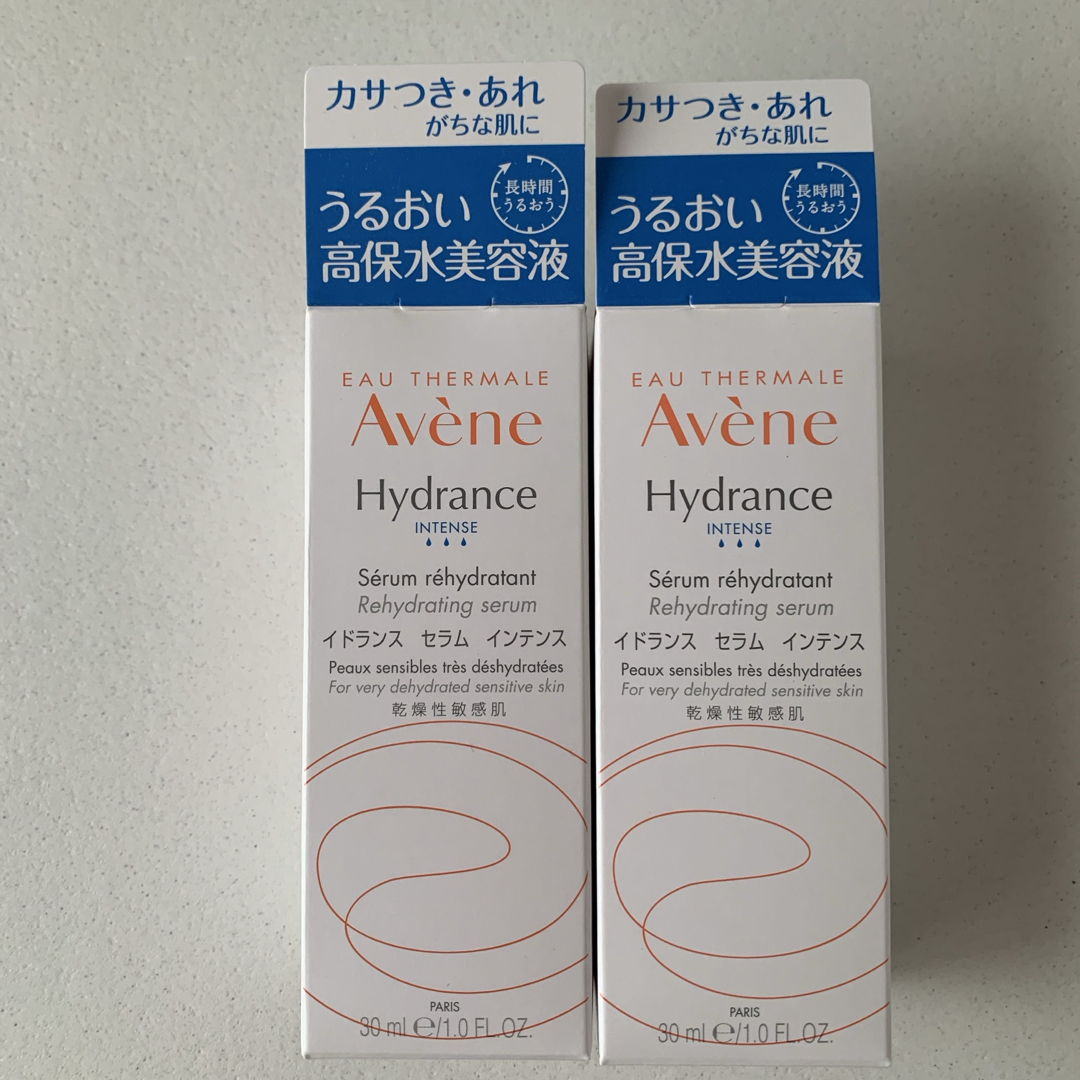 カサつき・あれ
がちな肌に
長時間
うるおう
うるおい
高保水美容液
EAU THERMALE
Avène
Hydrance
INTENSE
Sérum réhydratant
Rehydrating serum
イドランス セラム インテンス
Peaux sensibles très déshydratées
For very dehydrated sensitive skin
乾燥性敏感肌
PARIS
30 ml ℮/1.0 FL.OZ.
カサつき・あれ
がちな肌に
長時間
うるおう
うるおい
高保水美容液
EAU THERMALE
Avène
Hydrance
INTENSE
Sérum réhydratant
Rehydrating serum
イドランス セラム インテンス
Peaux sensibles très déshydratées
For very dehydrated sensitive skin
乾燥性敏感肌
PARIS
30 ml ℮/1.0 FL.OZ.